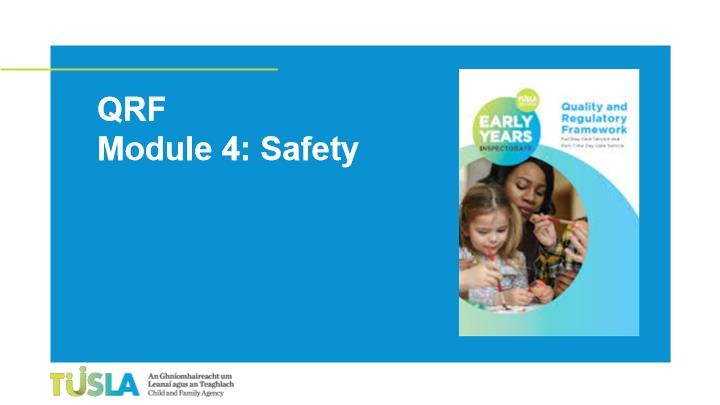 QRF
Module 4: Safety
TUSLA
EARLY
YEARS
INSPECTORATE
Quality and
Regulatory
Framework
Full Day Care Service and
Part-Time Day Care Service
TUSLA
An Ghníomhaireacht um
Leanaí agus an Teaghlach
Child and Family Agency